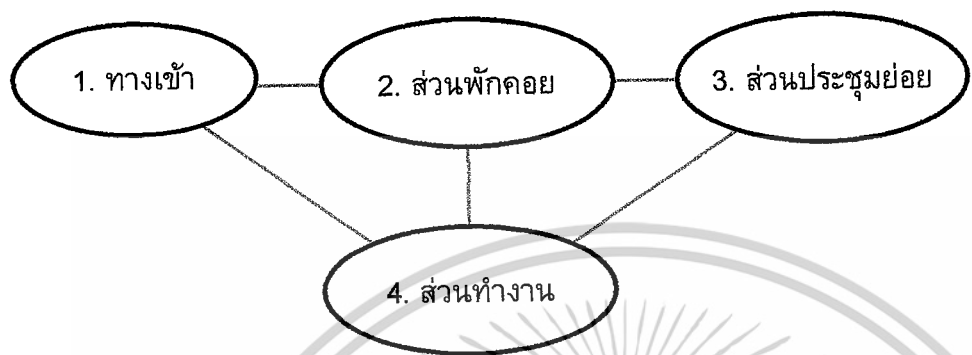 1. ทางเข้า
2. ส่วนพักคอย
3. ส่วนประชุมย่อย
4. ส่วนทำงาน